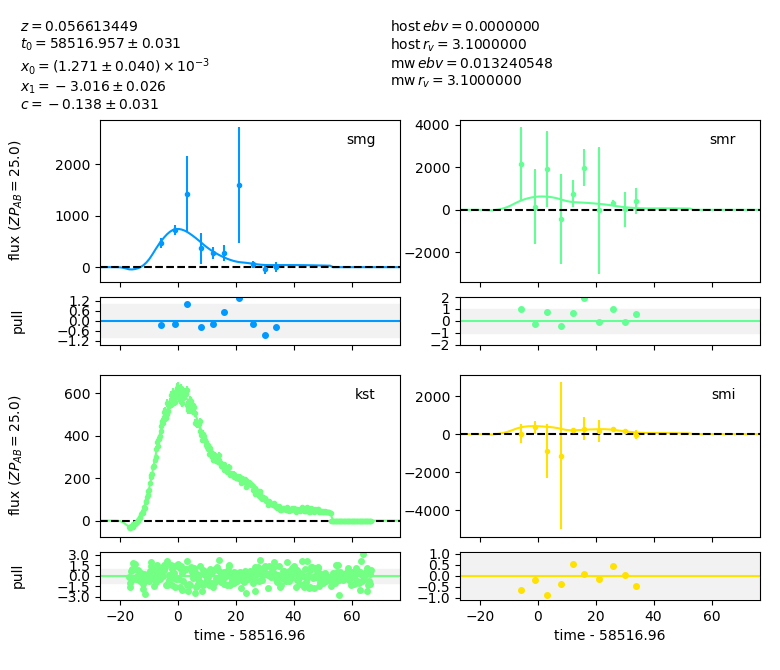 z = 0.056613449
t₀ = 58516.957 ± 0.031
x₀ = (1.271 ± 0.040) × 10⁻³
x₁ = −3.016 ± 0.026
c = −0.138 ± 0.031
host ebv = 0.0000000
host r_v = 3.1000000
mw ebv = 0.013240548
mw r_v = 3.1000000
smg
flux (ZP_AB = 25.0)
2000
1000
0
smr
4000
2000
0
−2000
pull
1.2
0.6
0.0
−0.6
−1.2
2
1
0
−1
−2
kst
flux (ZP_AB = 25.0)
600
400
200
0
smi
2000
0
−2000
−4000
pull
3.0
1.5
0.0
−1.5
−3.0
−20 0 20 40 60
time - 58516.96
1.0
0.5
0.0
−0.5
−1.0
−20 0 20 40 60
time - 58516.96